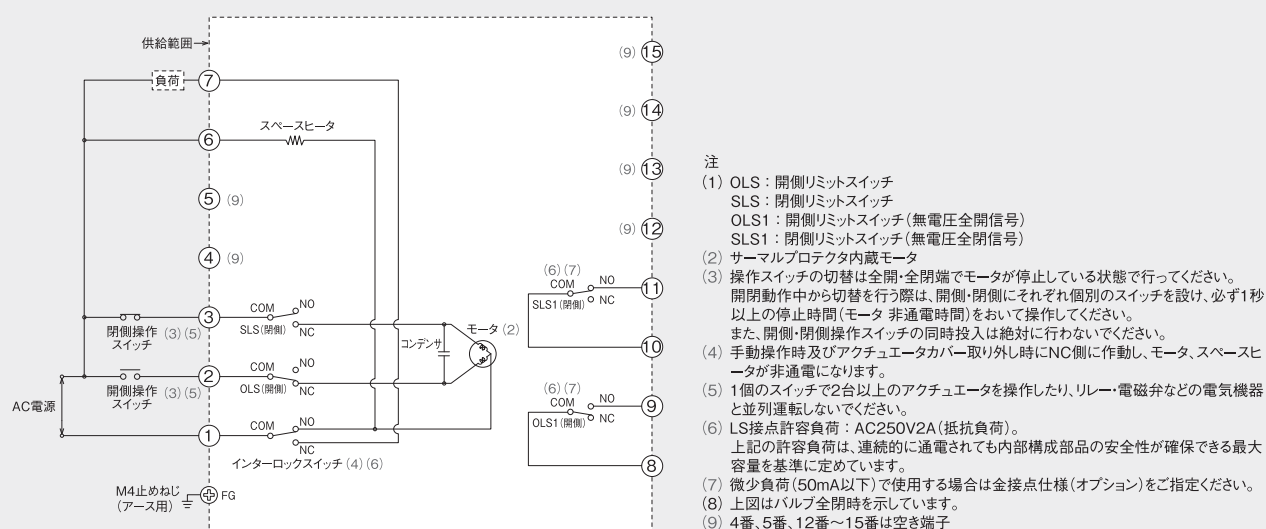 供給範囲
(9) 15
負荷 7
(9) 14
6 スペースヒータ
(9) 13
5 (9)
(9) 12
4 (9)
(6)(7)
COM NO
SLS1(閉側) NC
11
10
閉側操作 (3)(5)
スイッチ
3 COM NO
SLS(閉側) NC
コンデンサ
モータ (2)
開側操作 (3)(5)
スイッチ
2 COM NO
OLS(開側) NC
(6)(7)
COM NO
OLS1(開側) NC
9
8
AC電源
1 COM NO
NC
インターロックスイッチ (4)(6)
M4止めねじ
(アース用)
FG
注
(1) OLS:開側リミットスイッチ
SLS:閉側リミットスイッチ
OLS1:開側リミットスイッチ(無電圧全開信号)
SLS1:閉側リミットスイッチ(無電圧全閉信号)
(2) サーマルプロテクタ内蔵モータ
(3) 操作スイッチの切替は全開・全閉端でモータが停止している状態で行ってください。
開閉動作中から切替を行う際は、開側・閉側にそれぞれ個別のスイッチを設け、必ず1秒
以上の停止時間(モータ 非通電時間)をおいて操作してください。
また、開側・閉側操作スイッチの同時投入は絶対に行わないでください。
(4) 手動操作時及びアクチュエータカバー取り外し時にNC側に作動し、モータ、スペースヒ
ータが非通電になります。
(5) 1個のスイッチで2台以上のアクチュエータを操作したり、リレー・電磁弁などの電気機器
と並列運転しないでください。
(6) LS接点許容負荷:AC250V2A(抵抗負荷)。
上記の許容負荷は、連続的に通電されても内部構成部品の安全性が確保できる最大
容量を基準に定めています。
(7) 微少負荷(50mA以下)で使用する場合は金接点仕様(オプション)をご指定ください。
(8) 上図はバルブ全閉時を示しています。
(9) 4番、5番、12番〜15番は空き端子